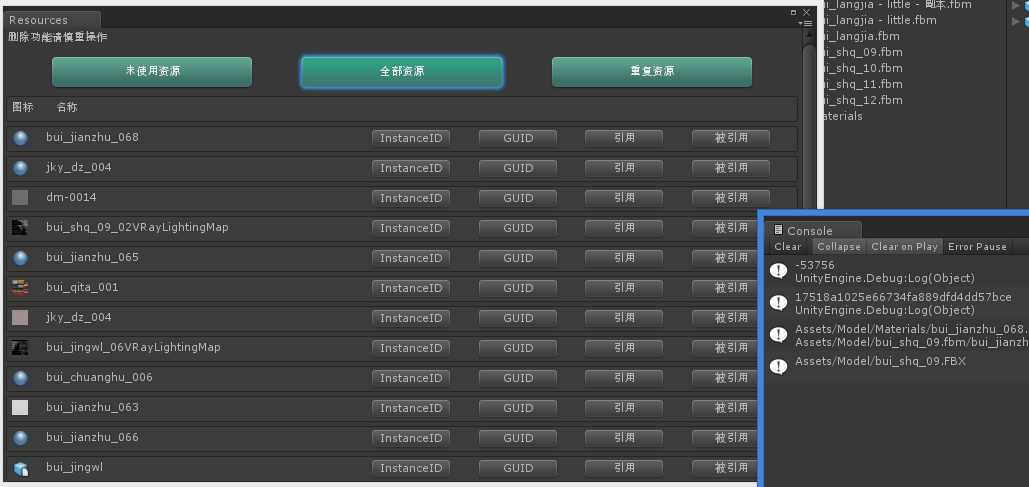 Resources
删除功能请慎重操作
未使用资源 全部资源 重复资源
图标 名称
bui_jianzhu_068 InstanceID GUID 引用 被引用
jky_dz_004 InstanceID GUID 引用 被引用
dm-0014 InstanceID GUID 引用 被引用
bui_shq_09_02VRayLightingMap InstanceID GUID 引用 被引用
bui_jianzhu_065 InstanceID GUID 引用 被引用
bui_qita_001 InstanceID GUID 引用 被引用
jky_dz_004 InstanceID GUID 引用 被引用
bui_jingwl_06VRayLightingMap InstanceID GUID 引用 被引用
bui_chuanghu_006 InstanceID GUID 引用 被引用
bui_jianzhu_063 InstanceID GUID 引用 被引用
bui_jianzhu_066 InstanceID GUID 引用 被引用
bui_jingwl InstanceID GUID 引用 被引用
ui_langjia - little - 副本.fbm
ui_langjia - little.fbm
ui_langjia.fbm
ui_shq_09.fbm
ui_shq_10.fbm
ui_shq_11.fbm
ui_shq_12.fbm
aterials
Console
Clear Collapse Clear on Play Error Pause
-53756
UnityEngine.Debug:Log(Object)
17518a1025e66734fa889dfd4dd57bce
UnityEngine.Debug:Log(Object)
Assets/Model/Materials/bui_jianzhu_068.
Assets/Model/bui_shq_09.fbm/bui_jianzh
Assets/Model/bui_shq_09.FBX